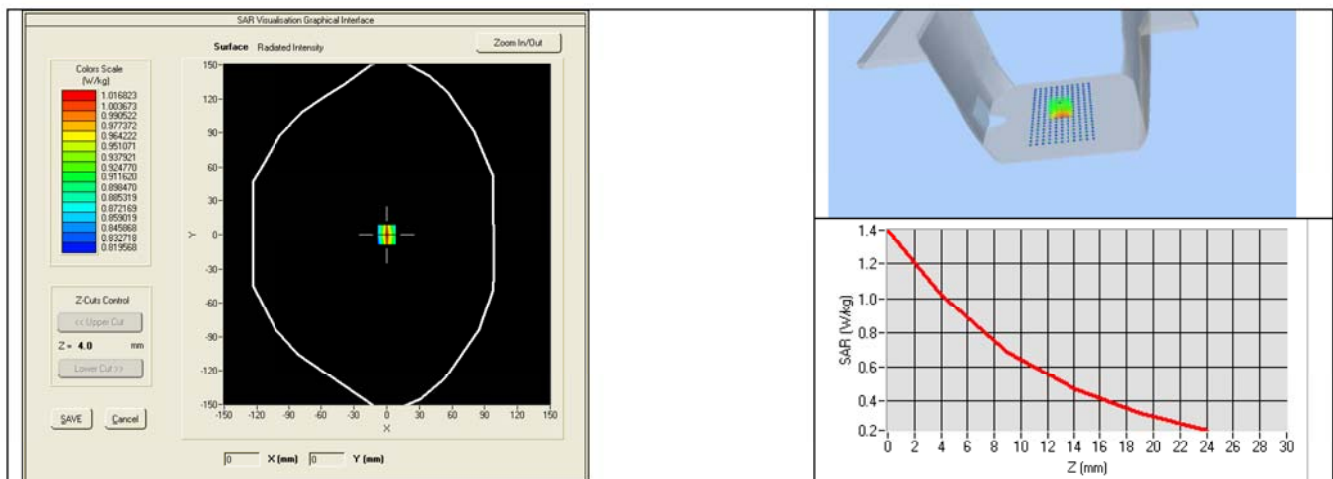 SAR Visualisation Graphical Interface
Surface Radiated Intensity
Zoom In/Out
Colors Scale
(W/kg)
1.016823
1.003673
0.990522
0.977372
0.964222
0.951071
0.937921
0.924770
0.911620
0.898470
0.885319
0.872169
0.859019
0.845868
0.832718
0.819568
Z-Cuts Control
<< Upper Cut
Z = 4.0 mm
Lower Cut >>
SAVE Cancel
150
120
90
60
30
0
-30
-60
-90
-120
-150
Y
-150 -120 -90 -60 -30 0 30 60 90 120 150
X
0 X (mm) 0 Y (mm)
1.4
1.2
1.0
0.8
0.6
0.4
0.2
SAR (W/kg)
0 2 4 6 8 10 12 14 16 18 20 22 24 26 28 30
Z (mm)